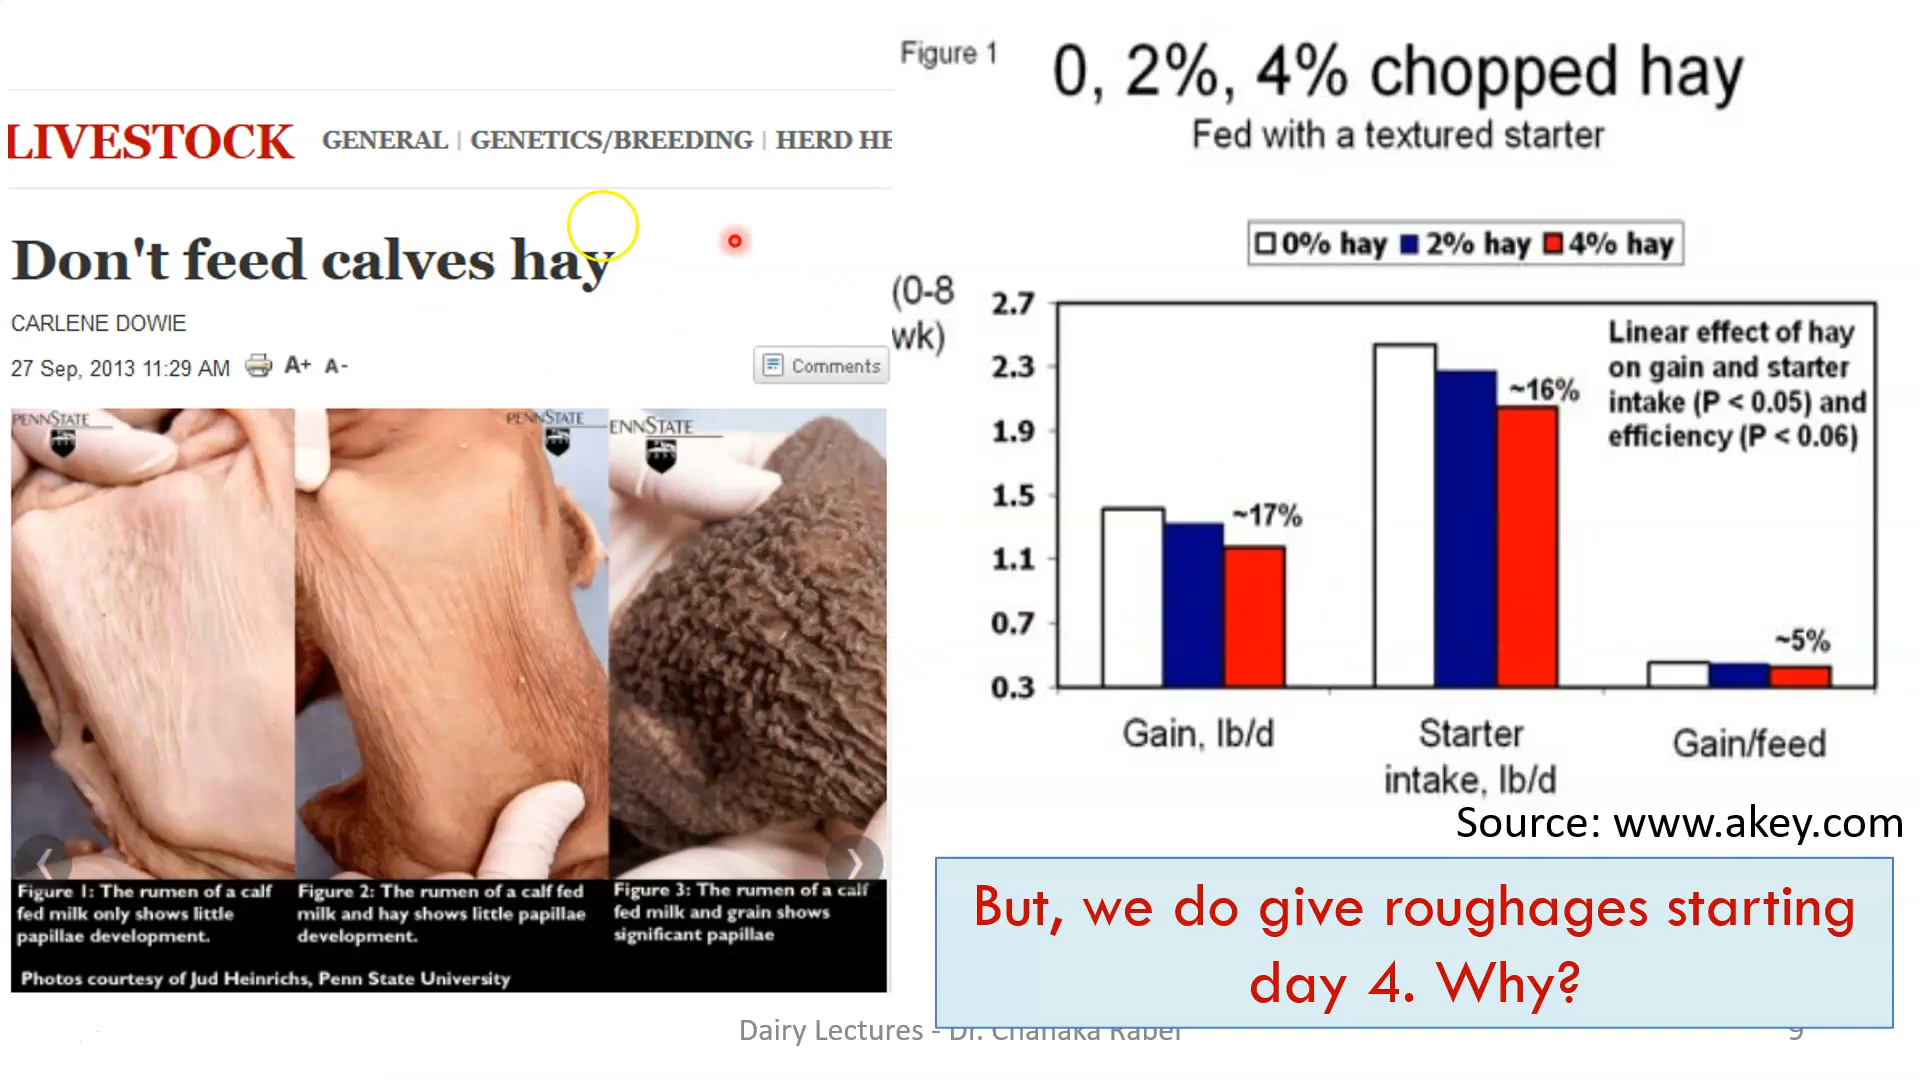 LIVESTOCK GENERAL | GENETICS/BREEDING | HERD HE
Don't feed calves hay
CARLENE DOWIE
27 Sep, 2013 11:29 AM A+ A-
Comments
PENNSTATE
PENNSTATE
ENNSTATE
Figure 1: The rumen of a calf
fed milk only shows little
papillae development.
Figure 2: The rumen of a calf fed
milk and hay shows little papillae
development.
Figure 3: The rumen of a calf
fed milk and grain shows
significant papillae
Photos courtesy of Jud Heinrichs, Penn State University
Figure 1
0, 2%, 4% chopped hay
Fed with a textured starter
0% hay 2% hay 4% hay
(0-8
wk)
2.7
2.3
1.9
1.5
1.1
0.7
0.3
~17%
~16%
~5%
Linear effect of hay
on gain and starter
intake (P < 0.05) and
efficiency (P < 0.06)
Gain, lb/d
Starter
intake, lb/d
Gain/feed
Source: www.akey.com
But, we do give roughages starting
day 4. Why?
Dairy Lectures - Dr. Chanaka Rabel
9